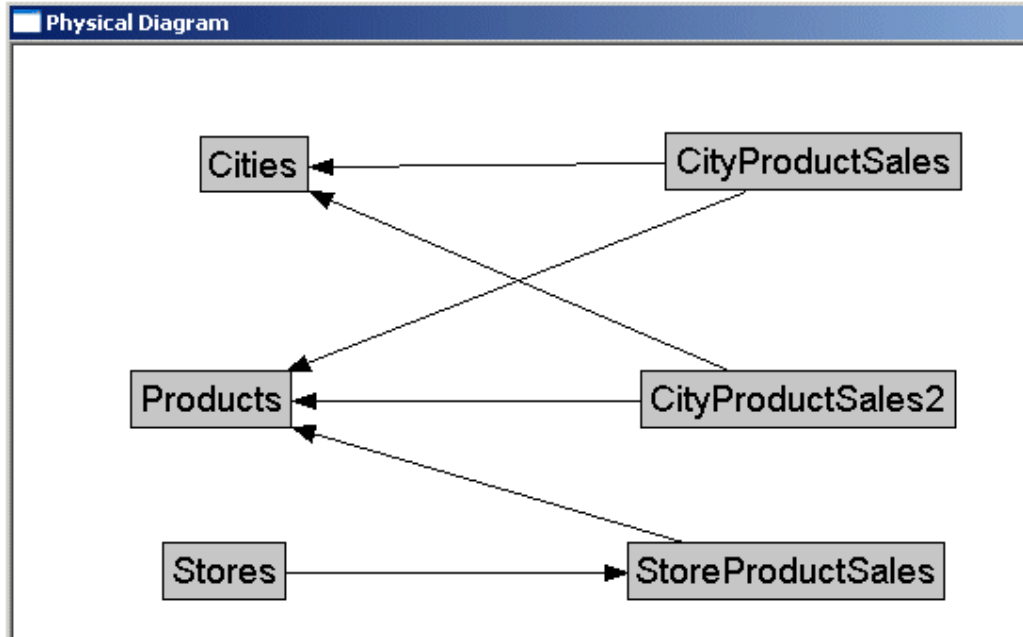 Physical Diagram
Cities
CityProductSales
Products
CityProductSales2
Stores
StoreProductSales